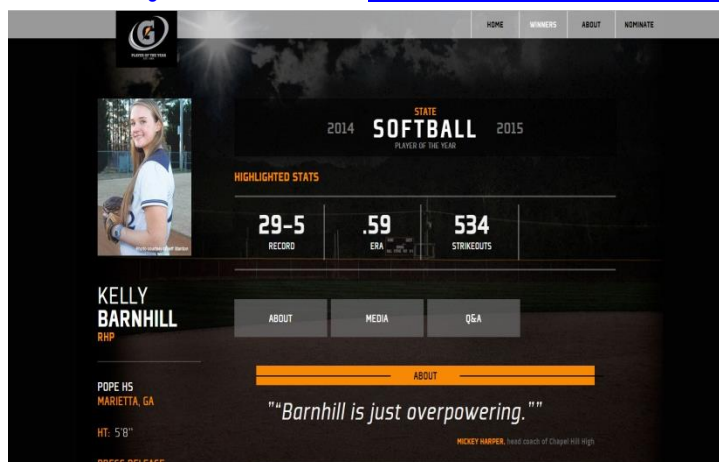 HOME WINNERS ABOUT NOMINATE
G
PLAYER OF THE YEAR
STATE
2014 SOFTBALL 2015
PLAYER OF THE YEAR
HIGHLIGHTED STATS
29-5 .59 534
RECORD ERA STRIKEOUTS
KELLY
BARNHILL
RHP
ABOUT MEDIA Q&A
POPE HS
MARIETTA, GA
HT: 5'8"
PRESS RELEASE
ABOUT
"“Barnhill is just overpowering.""
MICKEY HARPER, head coach of Chapel Hill High